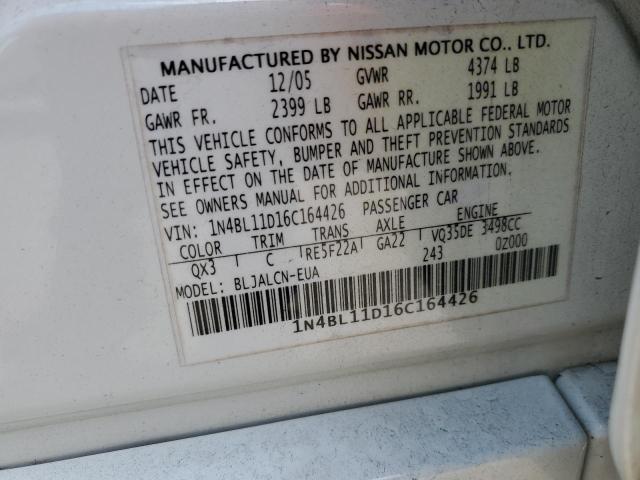 MANUFACTURED BY NISSAN MOTOR CO., LTD.
DATE 12/05 GVWR 4374 LB
GAWR FR. 2399 LB GAWR RR. 1991 LB
THIS VEHICLE CONFORMS TO ALL APPLICABLE FEDERAL MOTOR
VEHICLE SAFETY, BUMPER AND THEFT PREVENTION STANDARDS
IN EFFECT ON THE DATE OF MANUFACTURE SHOWN ABOVE.
SEE OWNERS MANUAL FOR ADDITIONAL INFORMATION.
VIN: 1N4BL11D16C164426 PASSENGER CAR
COLOR TRIM TRANS AXLE ENGINE
QX3 C RE5F22A GA22 VQ35DE 3498CC
MODEL: BLJALCN-EUA 243 0Z000
1N4BL11D16C164426